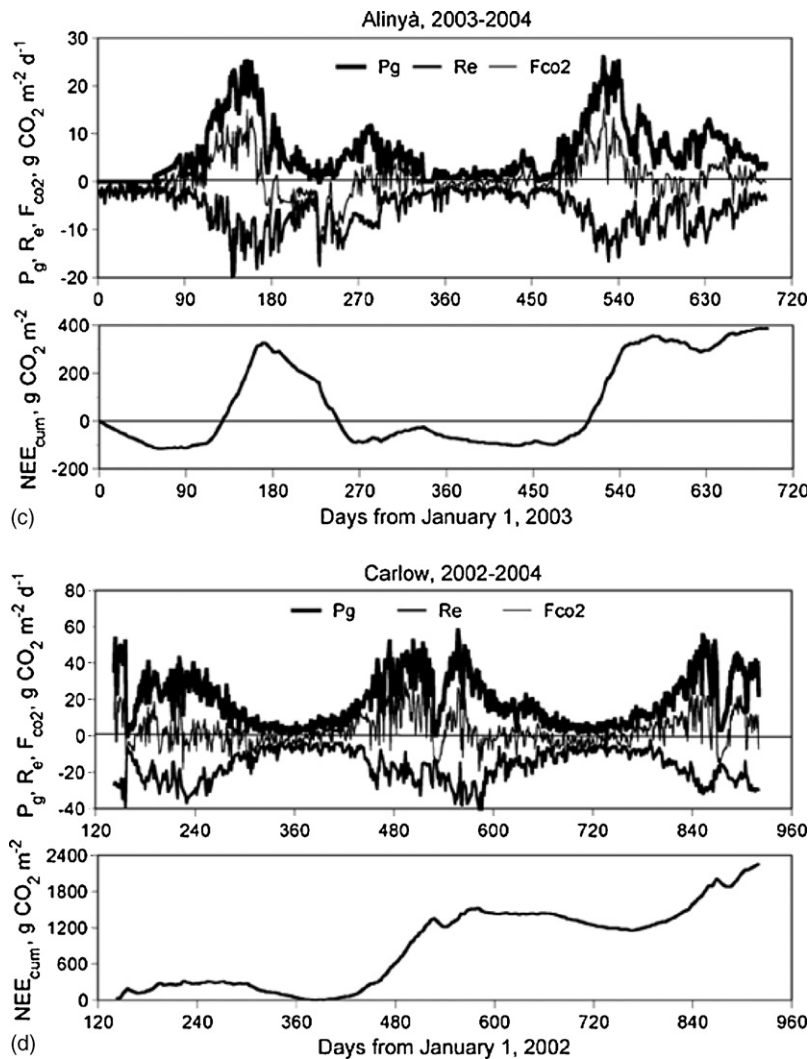 Alinyà, 2003-2004
Pg Re Fco2
P_g, R_e, F_co2, g CO_2 m^-2 d^-1
30
20
10
0
-10
-20
0 90 180 270 360 450 540 630 720
NEE_cum, g CO_2 m^-2
400
200
0
-200
0 90 180 270 360 450 540 630 720
(c) Days from January 1, 2003
Carlow, 2002-2004
Pg Re Fco2
P_g, R_e, F_co2, g CO_2 m^-2 d^-1
80
60
40
20
0
-20
-40
120 240 360 480 600 720 840 960
NEE_cum, g CO_2 m^-2
2400
1800
1200
600
0
120 240 360 480 600 720 840 960
(d) Days from January 1, 2002